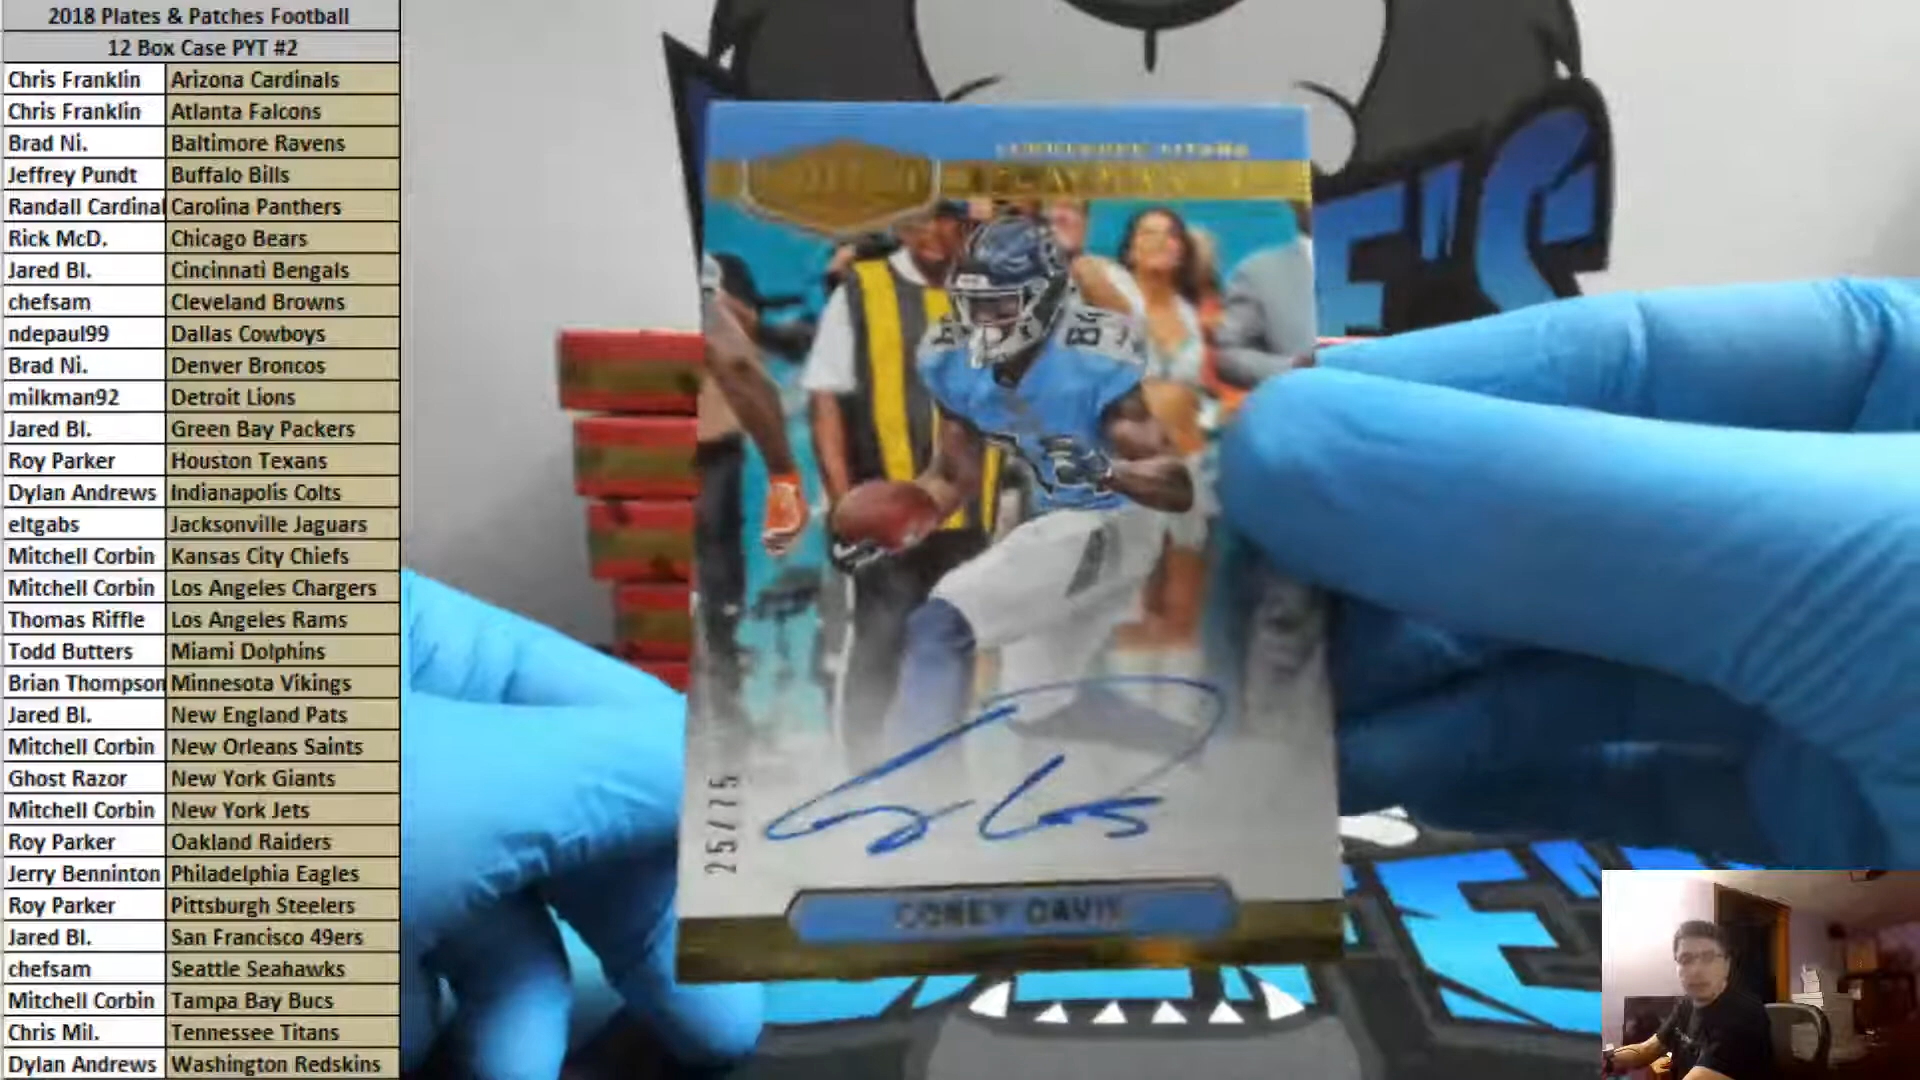 2018 Plates & Patches Football
12 Box Case PYT #2
Chris Franklin Arizona Cardinals
Chris Franklin Atlanta Falcons
Brad Ni. Baltimore Ravens
Jeffrey Pundt Buffalo Bills
Randall Cardinal Carolina Panthers
Rick McD. Chicago Bears
Jared Bl. Cincinnati Bengals
chefsam Cleveland Browns
ndepaul99 Dallas Cowboys
Brad Ni. Denver Broncos
milkman92 Detroit Lions
Jared Bl. Green Bay Packers
Roy Parker Houston Texans
Dylan Andrews Indianapolis Colts
eltgabs Jacksonville Jaguars
Mitchell Corbin Kansas City Chiefs
Mitchell Corbin Los Angeles Chargers
Thomas Riffle Los Angeles Rams
Todd Butters Miami Dolphins
Brian Thompson Minnesota Vikings
Jared Bl. New England Pats
Mitchell Corbin New Orleans Saints
Ghost Razor New York Giants
Mitchell Corbin New York Jets
Roy Parker Oakland Raiders
Jerry Benninton Philadelphia Eagles
Roy Parker Pittsburgh Steelers
Jared Bl. San Francisco 49ers
chefsam Seattle Seahawks
Mitchell Corbin Tampa Bay Bucs
Chris Mil. Tennessee Titans
Dylan Andrews Washington Redskins
TENNESSEE TITANS
84
25/75
COREY DAVIS